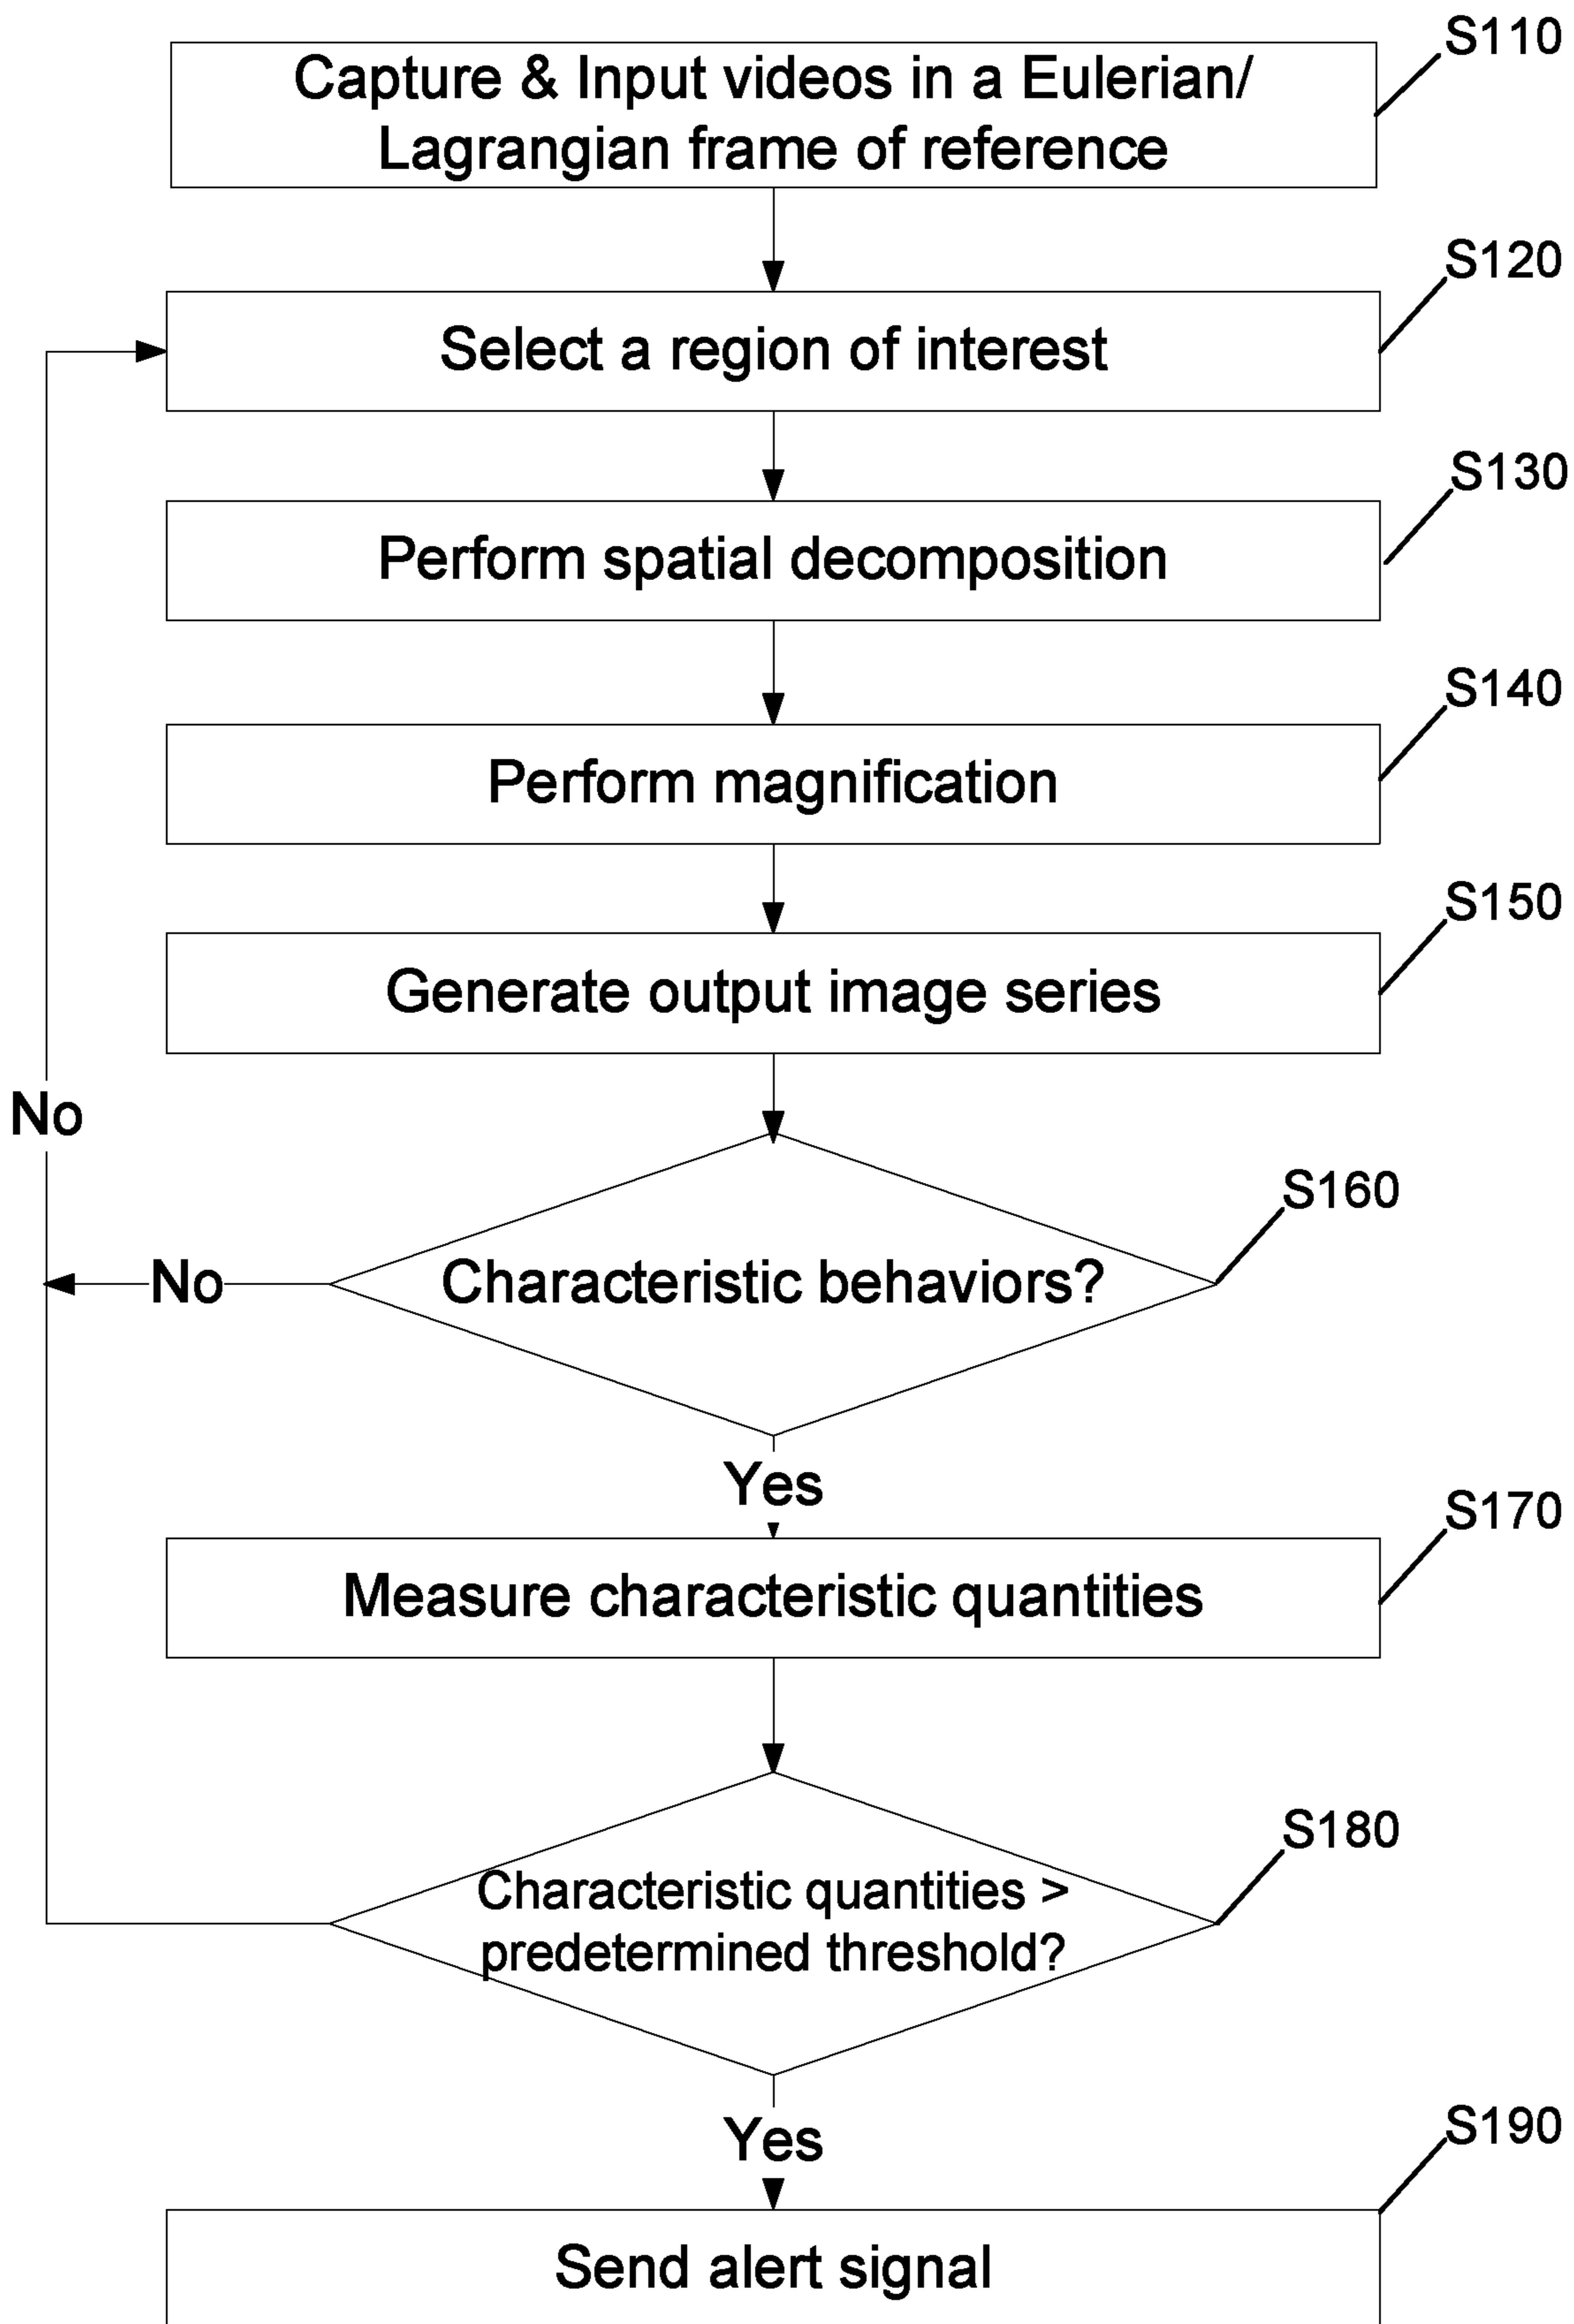 S110
Capture & Input videos in a Eulerian/
Lagrangian frame of reference
S120
Select a region of interest
S130
Perform spatial decomposition
S140
Perform magnification
S150
Generate output image series
No
S160
No
Characteristic behaviors?
Yes
S170
Measure characteristic quantities
S180
Characteristic quantities >
predetermined threshold?
Yes
S190
Send alert signal